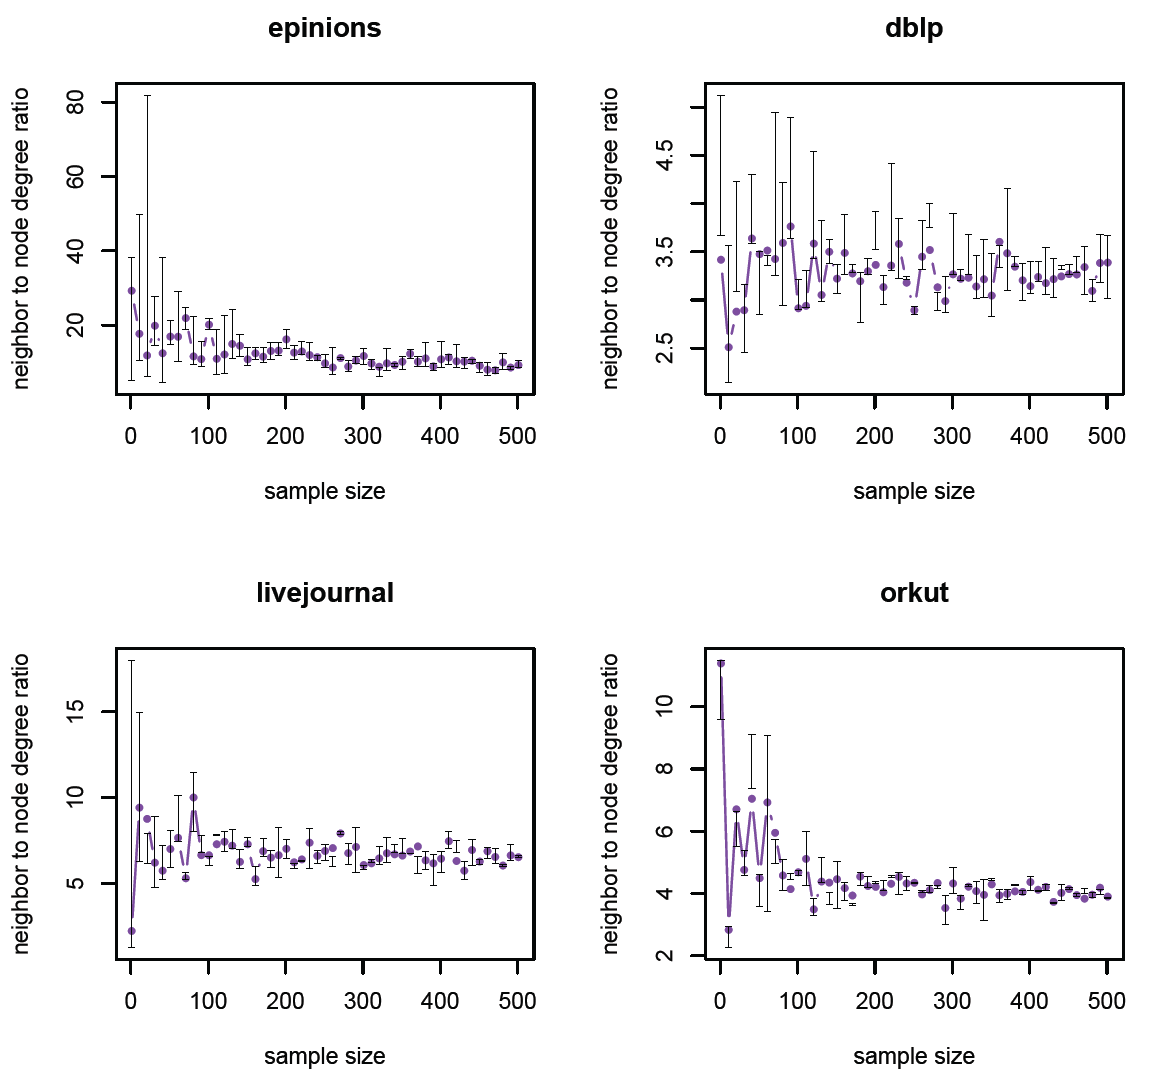 epinions
neighbor to node degree ratio
80
60
40
20
0 100 200 300 400 500
sample size
dblp
neighbor to node degree ratio
4.5
3.5
2.5
0 100 200 300 400 500
sample size
livejournal
neighbor to node degree ratio
15
10
5
0 100 200 300 400 500
sample size
orkut
neighbor to node degree ratio
10
8
6
4
2
0 100 200 300 400 500
sample size